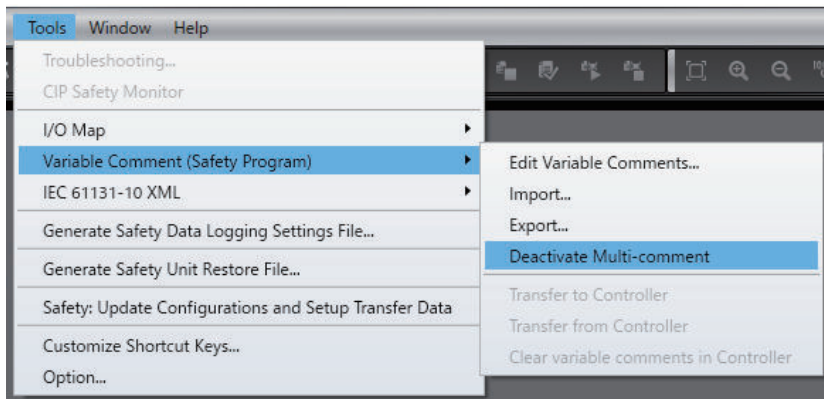 Tools Window Help
Troubleshooting...
CIP Safety Monitor
I/O Map
Variable Comment (Safety Program)
IEC 61131-10 XML
Generate Safety Data Logging Settings File...
Generate Safety Unit Restore File...
Safety: Update Configurations and Setup Transfer Data
Customize Shortcut Keys...
Option...
Edit Variable Comments...
Import...
Export...
Deactivate Multi-comment
Transfer to Controller
Transfer from Controller
Clear variable comments in Controller